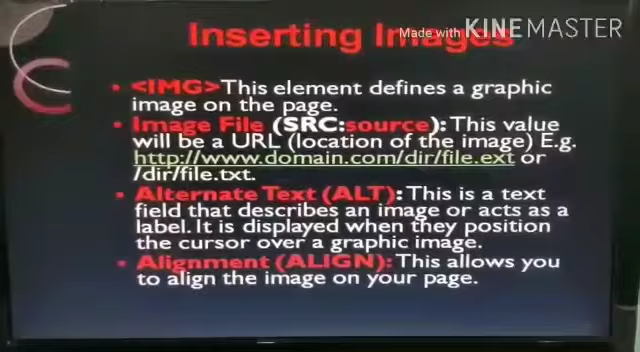 Made with KINEMASTER
Inserting Images
<IMG>This element defines a graphic
image on the page.
Image File (SRC:source): This value
will be a URL (location of the image) E.g.
http://www.domain.com/dir/file.ext or
/dir/file.txt.
Alternate Text (ALT): This is a text
field that describes an image or acts as a
label. It is displayed when they position
the cursor over a graphic image.
Alignment (ALIGN): This allows you
to align the image on your page.